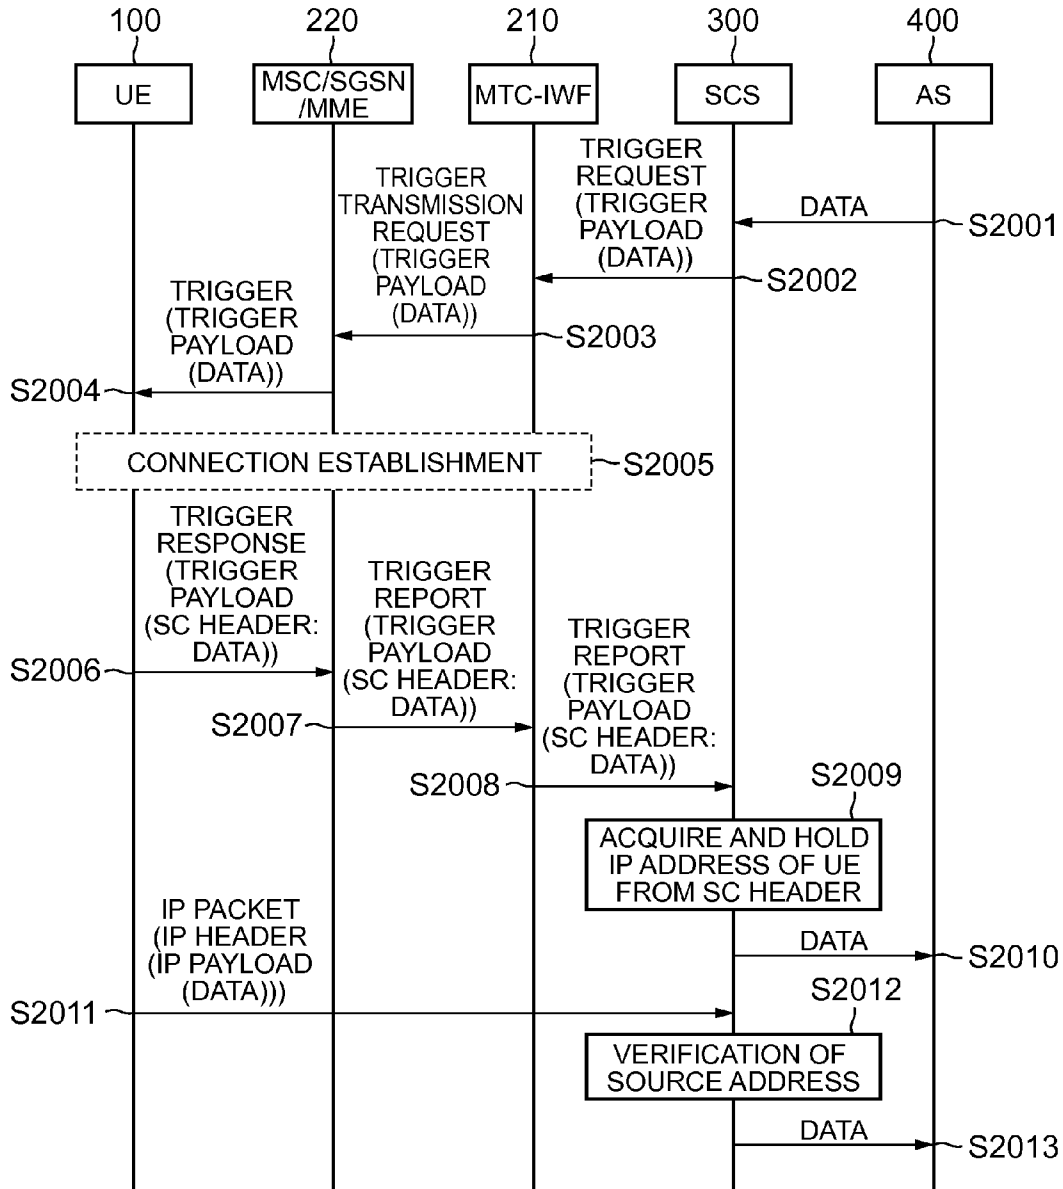 100
220
210
300
400
UE
MSC/SGSN
/MME
MTC-IWF
SCS
AS
DATA
S2001
TRIGGER
REQUEST
(TRIGGER
PAYLOAD
(DATA))
S2002
TRIGGER
TRANSMISSION
REQUEST
(TRIGGER
PAYLOAD
(DATA))
S2003
TRIGGER
(TRIGGER
PAYLOAD
(DATA))
S2004
CONNECTION ESTABLISHMENT
S2005
TRIGGER
RESPONSE
(TRIGGER
PAYLOAD
(SC HEADER:
DATA))
S2006
TRIGGER
REPORT
(TRIGGER
PAYLOAD
(SC HEADER:
DATA))
S2007
TRIGGER
REPORT
(TRIGGER
PAYLOAD
(SC HEADER:
DATA))
S2008
S2009
ACQUIRE AND HOLD
IP ADDRESS OF UE
FROM SC HEADER
DATA
S2010
IP PACKET
(IP HEADER
(IP PAYLOAD
(DATA)))
S2011
S2012
VERIFICATION OF
SOURCE ADDRESS
DATA
S2013